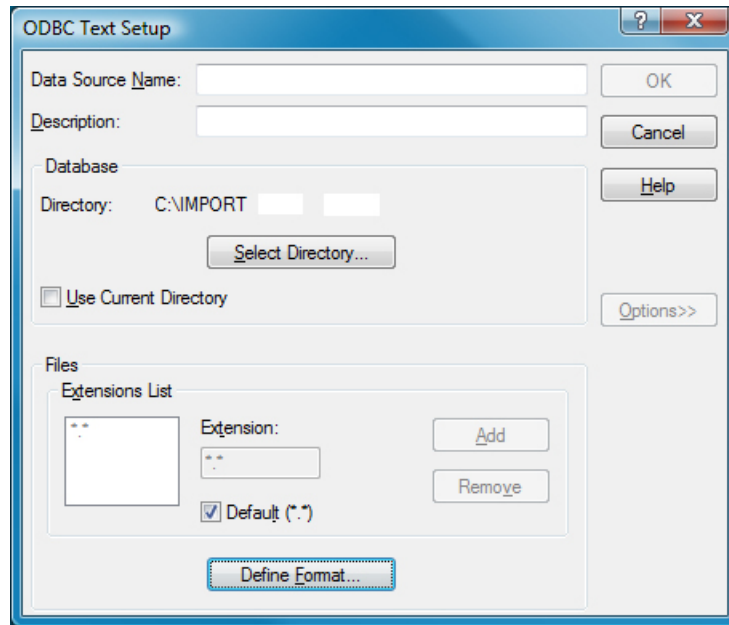 ODBC Text Setup
?
X
Data Source Name:
OK
Description:
Cancel
Database
Help
Directory: C:\IMPORT
Select Directory...
Use Current Directory
Options>>
Files
Extensions List
*.*
Extension:
*.*
Add
Remove
Default (*.*)
Define Format...